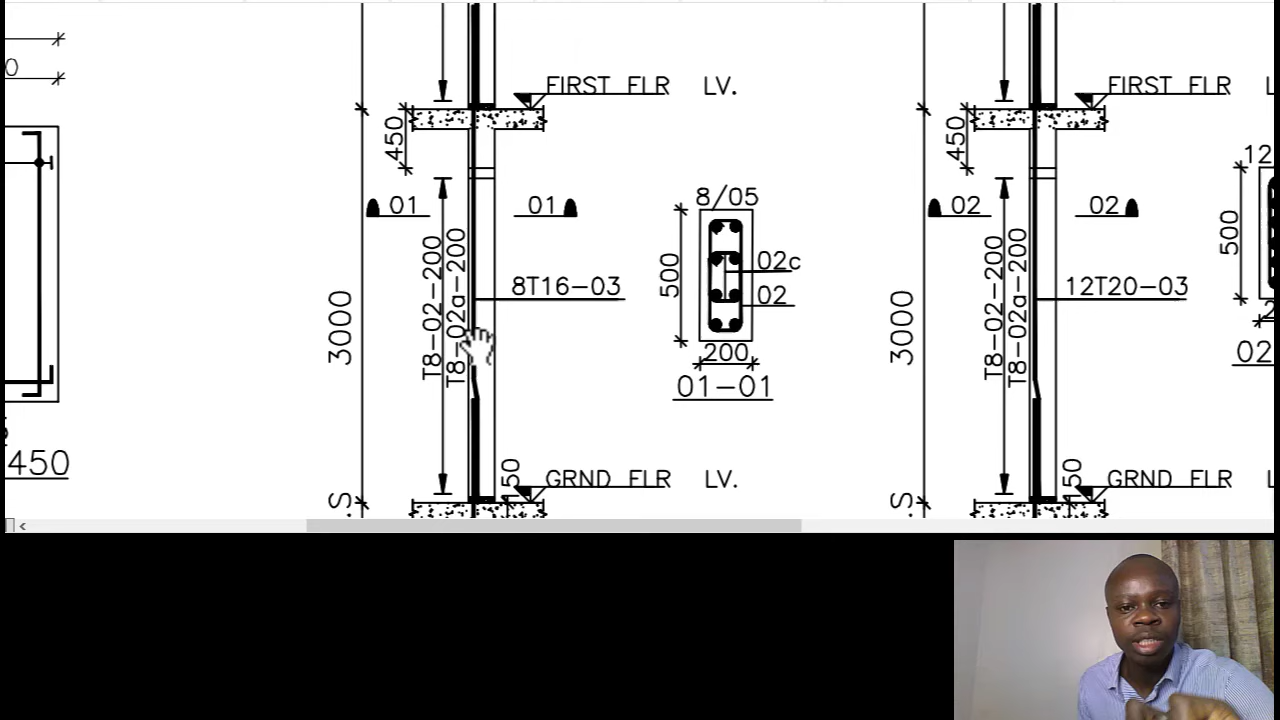 0
FIRST FLR LV.
FIRST FLR
450
450
12
01
01
8/05
02
02
500
500
T8-02-200
T8-02a-200
02c
T8-02-200
T8-02a-200
8T16-03
02
12T20-03
3000
3000
200
01-01
02
450
GRND FLR LV.
GRND FLR
.S
.S